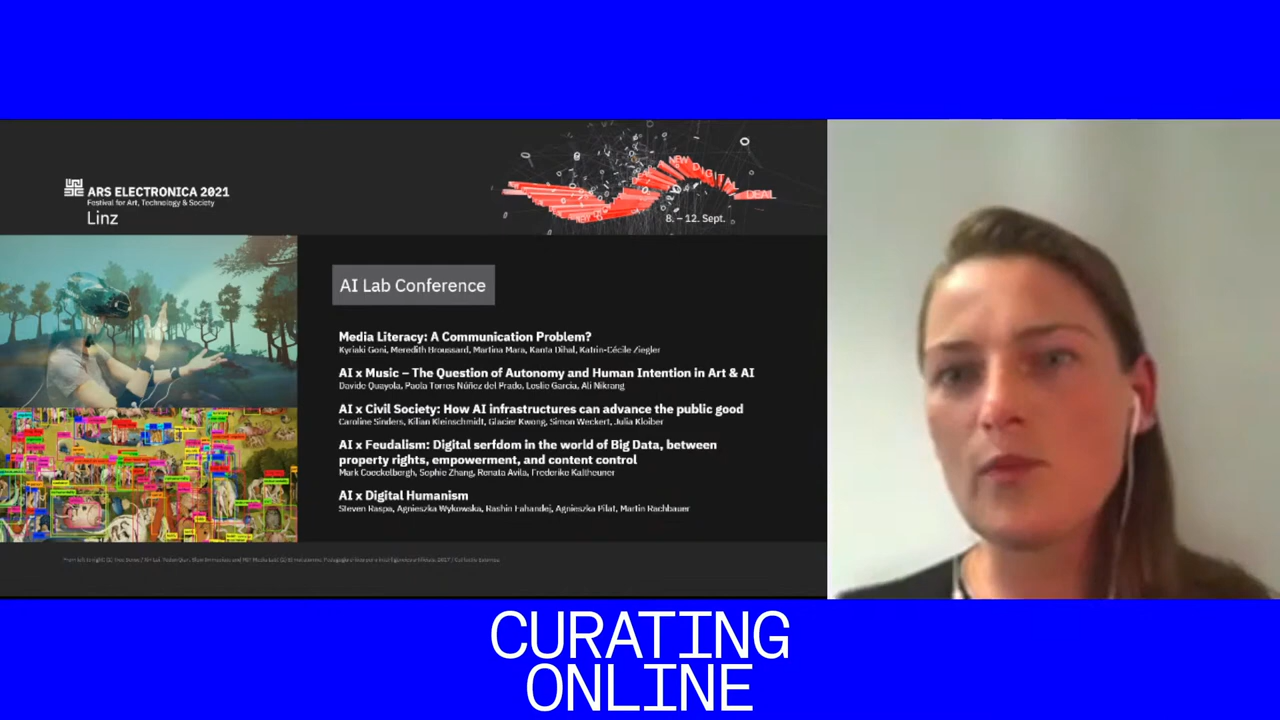 ARS ELECTRONICA 2021
Festival for Art, Technology & Society
Linz
NEW
DIGITAL
DEAL
8. – 12. Sept.
AI Lab Conference
Media Literacy: A Communication Problem?
Kyriaki Goni, Meredith Broussard, Martina Mara, Kanta Dihal, Katrin-Cécile Ziegler
AI x Music – The Question of Autonomy and Human Intention in Art & AI
Davide Quayola, Paola Torres Núñez del Prado, Leslie Garcia, Ali Nikrang
AI x Civil Society: How AI infrastructures can advance the public good
Caroline Sinders, Kilian Kleinschmidt, Glacier Kwong, Simon Weckert, Julia Kloiber
AI x Feudalism: Digital serfdom in the world of Big Data, between
property rights, empowerment, and content control
Mark Coeckelbergh, Sophie Zhang, Renata Avila, Frederike Kaltheuner
AI x Digital Humanism
Steven Raspa, Agnieszka Wykowska, Rashin Fahandej, Agnieszka Pilat, Martin Rachbauer
CURATING
ONLINE